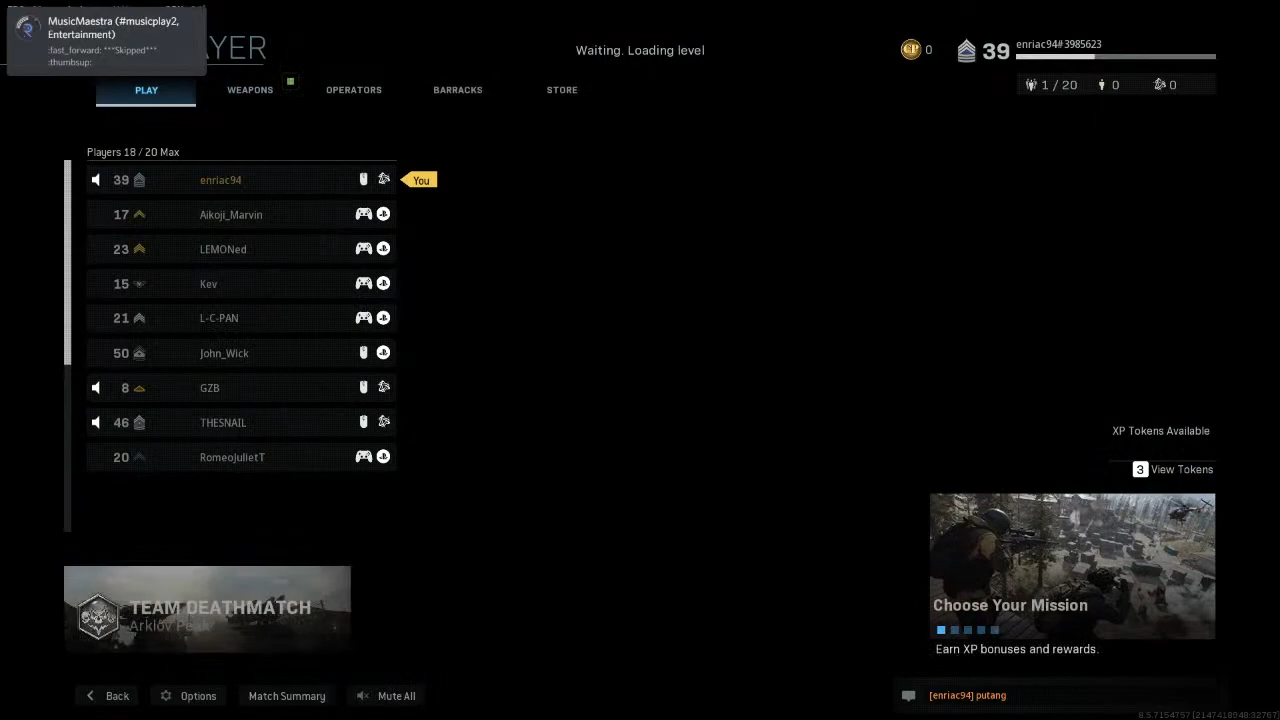 MusicMaestra (#musicplay2,
Entertainment)
:fast_forward: ***Skipped***
:thumbsup:
AYER
Waiting. Loading level
0
39
enriac94#3985623
1 / 20
0
0
PLAY
WEAPONS
OPERATORS
BARRACKS
STORE
Players 18 / 20 Max
39 enriac94
You
17 Aikoji_Marvin
23 LEMONed
15 Kev
21 L-C-PAN
50 John_Wick
8 GZB
46 THESNAIL
20 RomeoJulietT
XP Tokens Available
3 View Tokens
TEAM DEATHMATCH
Arklov Peak
Choose Your Mission
Earn XP bonuses and rewards.
Back
Options
Match Summary
Mute All
[enriac94] putang